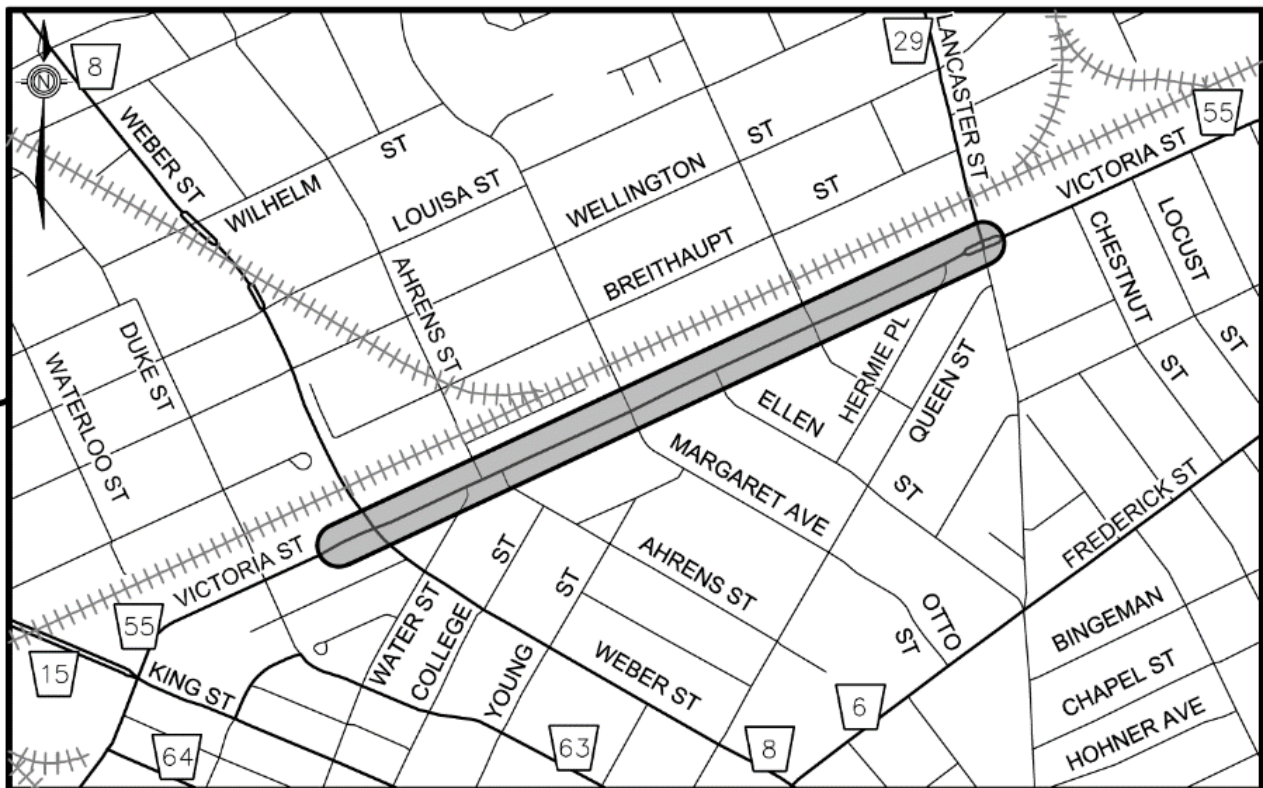 8
N
29
LANCASTER ST
55
WEBER ST
WILHELM ST
LOUISA ST
WELLINGTON ST
BREITHAUPT ST
VICTORIA ST
CHESTNUT ST
LOCUST ST
AHRENS ST
DUKE ST
WATERLOO ST
HERMIE PL
QUEEN ST
ELLEN ST
MARGARET AVE
FREDERICK ST
VICTORIA ST
55
AHRENS ST
WATER ST
COLLEGE ST
YOUNG ST
OTTO ST
BINGEMAN
15
KING ST
WEBER ST
CHAPEL ST
HOHNER AVE
6
64
63
8